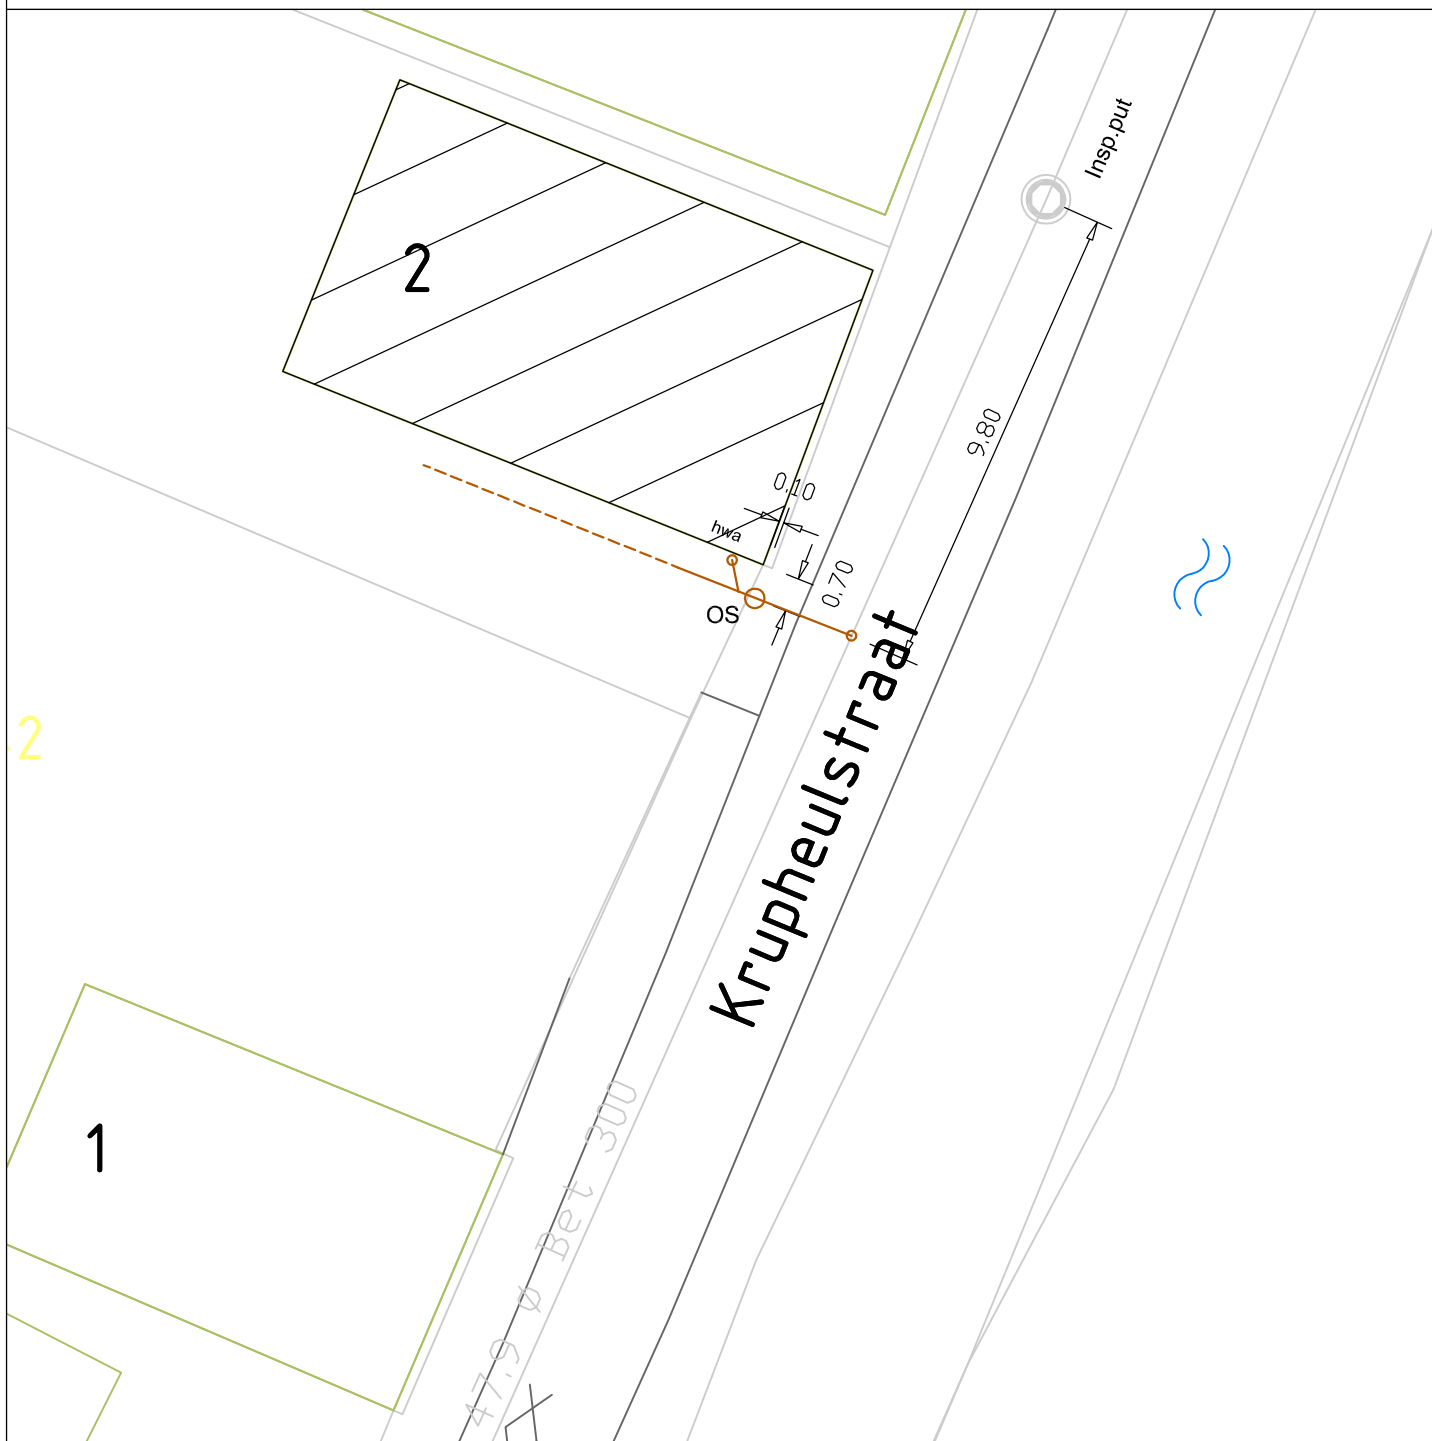 Insp.put
2
9.80
0.10
hwa
0.70
OS
Krupheulstraat
2
1
47.9 Ø Bet 300